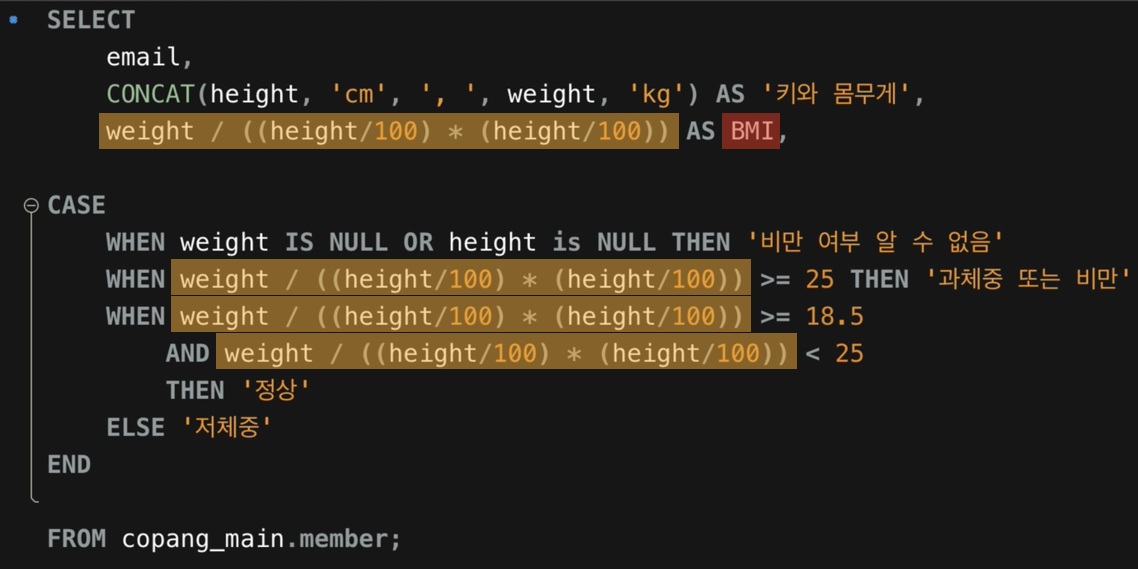 SELECT
email,
CONCAT(height, 'cm', ', ', weight, 'kg') AS '키와 몸무게',
weight / ((height/100) * (height/100)) AS BMI,
CASE
WHEN weight IS NULL OR height is NULL THEN '비만 여부 알 수 없음'
WHEN weight / ((height/100) * (height/100)) >= 25 THEN '과체중 또는 비만'
WHEN weight / ((height/100) * (height/100)) >= 18.5
AND weight / ((height/100) * (height/100)) < 25
THEN '정상'
ELSE '저체중'
END
FROM copang_main.member;